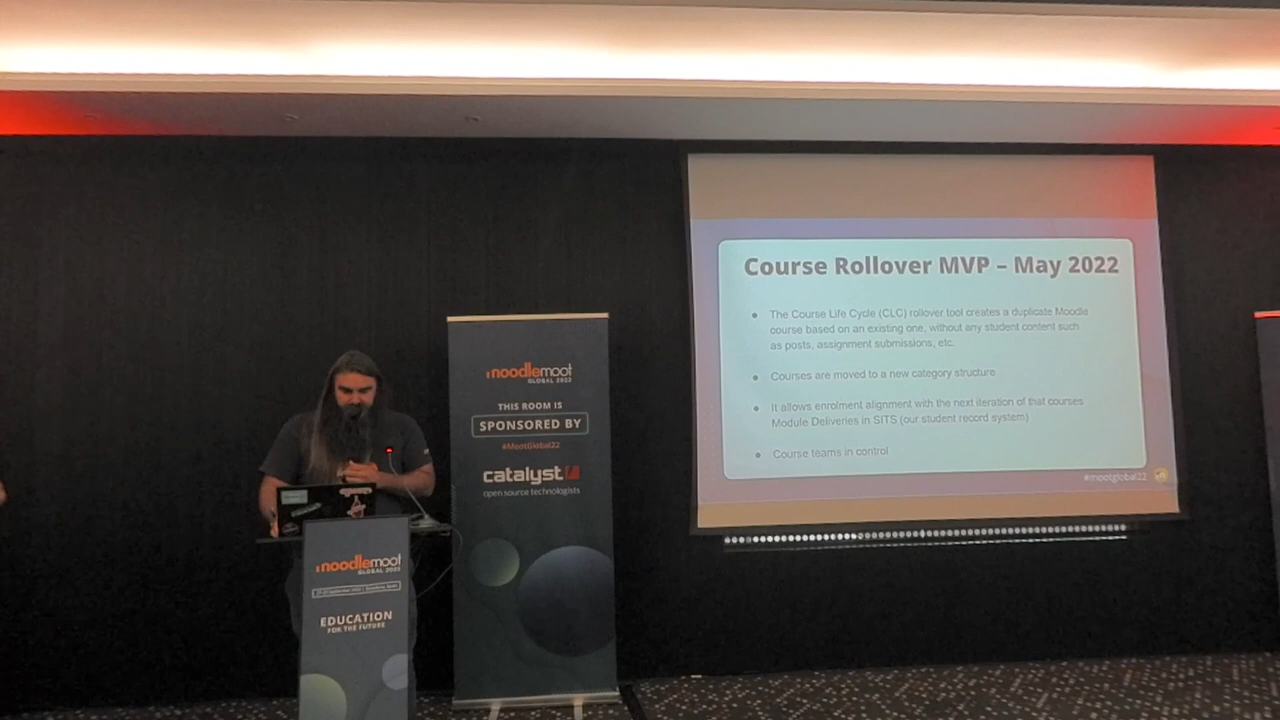 Course Rollover MVP – May 2022
The Course Life Cycle (CLC) rollover tool creates a duplicate Moodle
course based on an existing one, without any student content such
as posts, assignment submissions, etc.
Courses are moved to a new category structure
It allows enrolment alignment with the next iteration of that courses
Module Deliveries in SITS (our student record system)
Course teams in control
#mootglobal22
moodlemoot
GLOBAL 2022
THIS ROOM IS
SPONSORED BY
#MootGlobal22
catalyst
open source technologists
moodlemoot
GLOBAL 2022
EDUCATION
FOR THE FUTURE